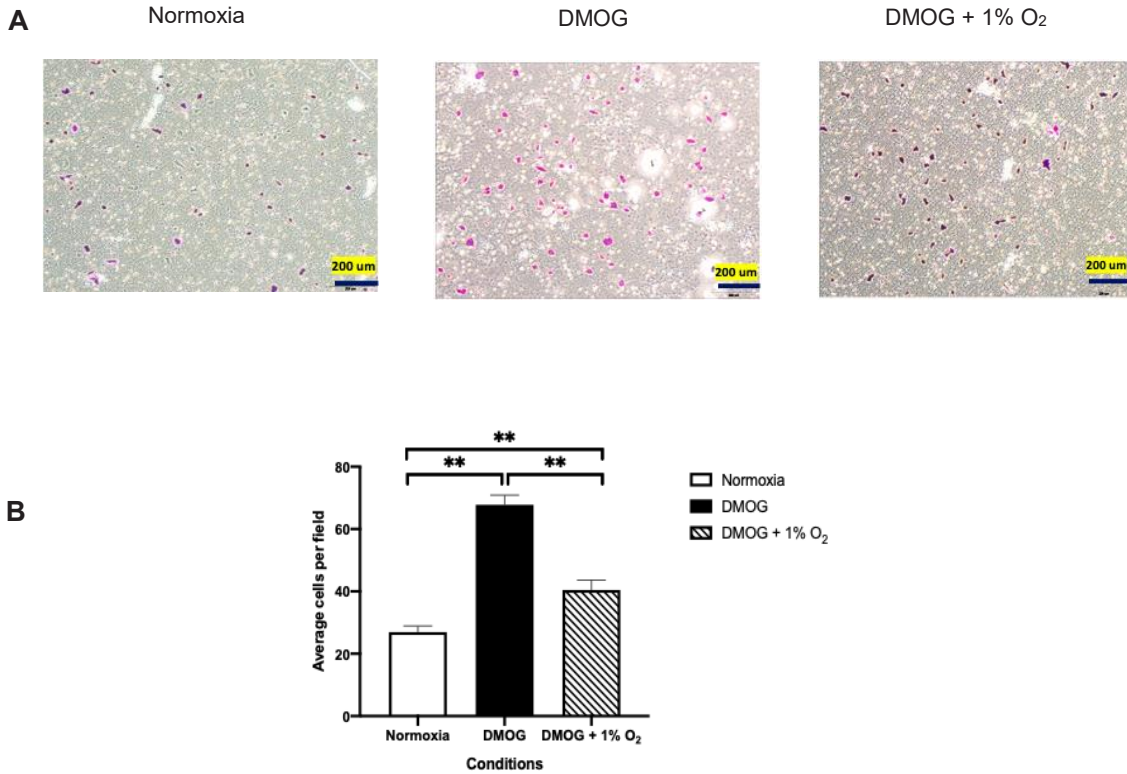 A
Normoxia
DMOG
DMOG + 1% O2
200 um
200 um
200 um
B
**
**
**
80
60
40
20
0
Average cells per field
Normoxia
DMOG
DMOG + 1% O2
Conditions
Normoxia
DMOG
DMOG + 1% O2